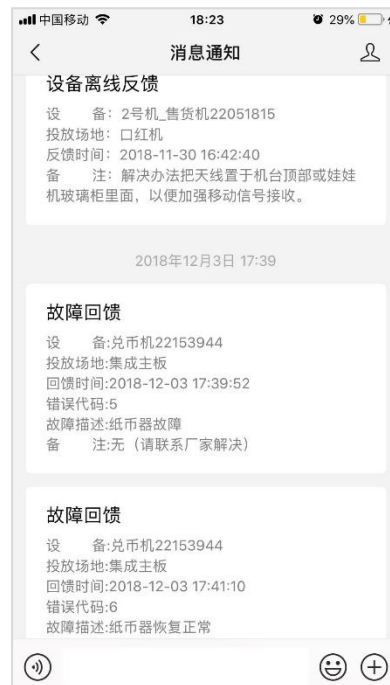 中国移动 18:23 29%
消息通知
设备离线反馈
设 备：2号机_售货机22051815
投放场地：口红机
反馈时间：2018-11-30 16:42:40
备 注：解决办法把天线置于机台顶部或娃娃
机玻璃柜里面，以便加强移动信号接收。
2018年12月3日 17:39
故障回馈
设 备:兑币机22153944
投放场地:集成主板
回馈时间:2018-12-03 17:39:52
错误代码:5
故障描述:纸币器故障
备 注:无（请联系厂家解决）
故障回馈
设 备:兑币机22153944
投放场地:集成主板
回馈时间:2018-12-03 17:41:10
错误代码:6
故障描述:纸币器恢复正常